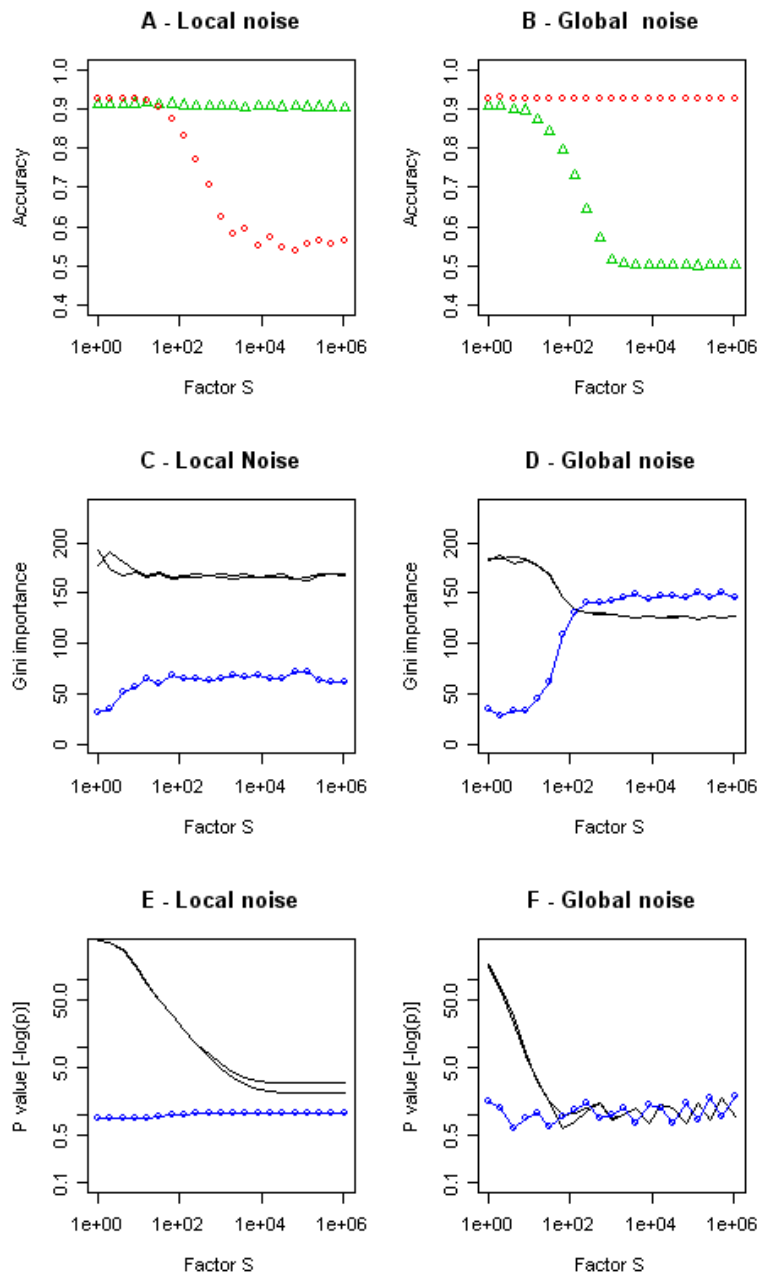 A - Local noise
Accuracy
1.0
0.9
0.8
0.7
0.6
0.5
0.4
1e+00 1e+02 1e+04 1e+06
Factor S
B - Global noise
Accuracy
1.0
0.9
0.8
0.7
0.6
0.5
0.4
1e+00 1e+02 1e+04 1e+06
Factor S
C - Local Noise
Gini importance
200
150
100
50
0
1e+00 1e+02 1e+04 1e+06
Factor S
D - Global noise
Gini importance
200
150
100
50
0
1e+00 1e+02 1e+04 1e+06
Factor S
E - Local noise
P value [-log(p)]
50.0
5.0
0.5
0.1
1e+00 1e+02 1e+04 1e+06
Factor S
F - Global noise
P value [-log(p)]
50.0
5.0
0.5
0.1
1e+00 1e+02 1e+04 1e+06
Factor S